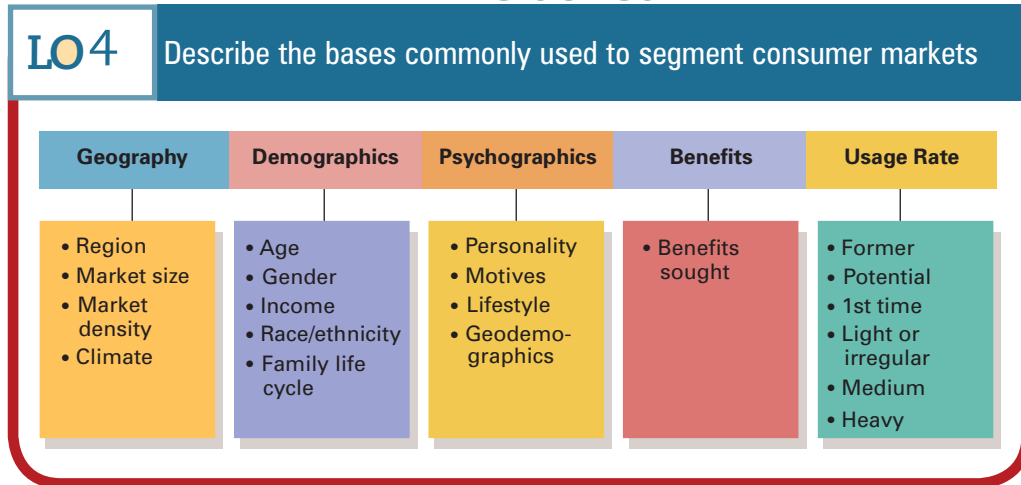 LO4
Describe the bases commonly used to segment consumer markets
Geography
Demographics
Psychographics
Benefits
Usage Rate
• Region
• Market size
• Market
density
• Climate
• Age
• Gender
• Income
• Race/ethnicity
• Family life
cycle
• Personality
• Motives
• Lifestyle
• Geodemo-
graphics
• Benefits
sought
• Former
• Potential
• 1st time
• Light or
irregular
• Medium
• Heavy